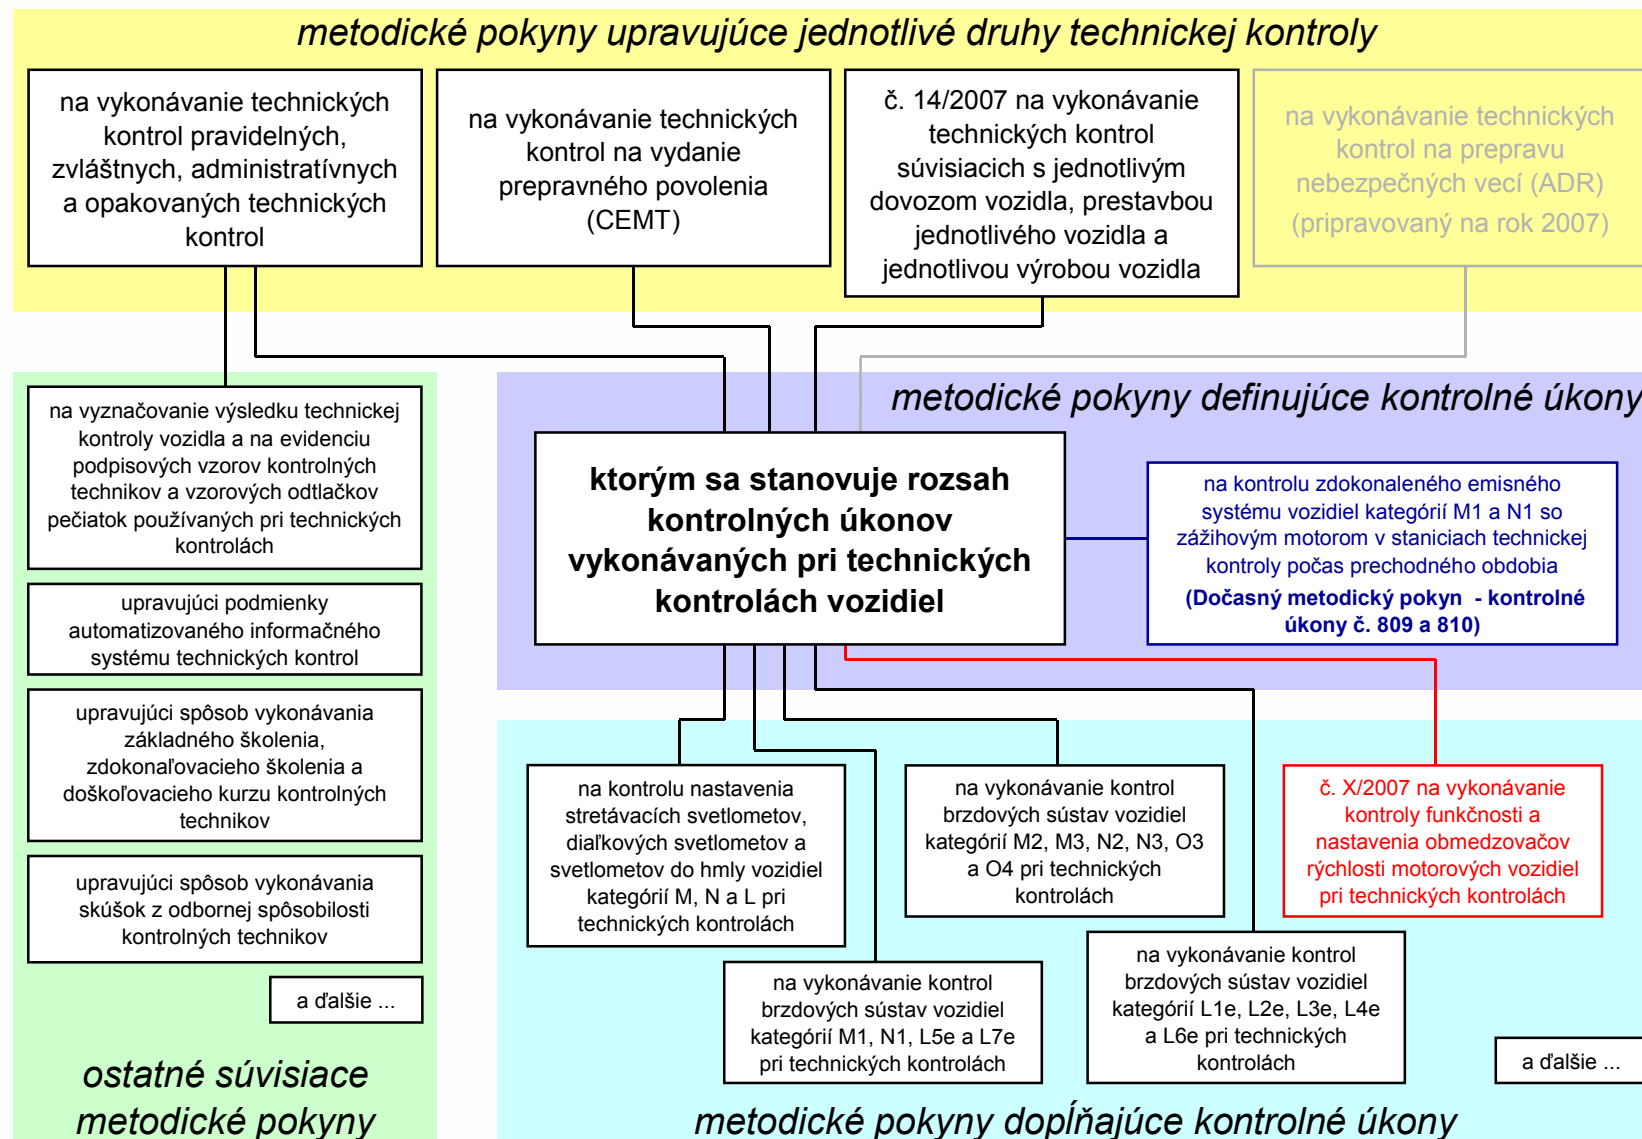 metodické pokyny upravujúce jednotlivé druhy technickej kontroly
na vykonávanie technických
kontrol pravidelných,
zvláštnych, administratívnych
a opakovaných technických
kontrol
na vykonávanie technických
kontrol na vydanie
prepravného povolenia
(CEMT)
č. 14/2007 na vykonávanie
technických kontrol
súvisiacich s jednotlivým
dovozom vozidla, prestavbou
jednotlivého vozidla a
jednotlivou výrobou vozidla
na vykonávanie technických
kontrol na prepravu
nebezpečných vecí (ADR)
(pripravovaný na rok 2007)
na vyznačovanie výsledku technickej
kontroly vozidla a na evidenciu
podpisových vzorov kontrolných
technikov a vzorových odtlačkov
pečiatok používaných pri technických
kontrolách
upravujúci podmienky
automatizovaného informačného
systému technických kontrol
upravujúci spôsob vykonávania
základného školenia,
zdokonaľovacieho školenia a
doškoľovacieho kurzu kontrolných
technikov
upravujúci spôsob vykonávania
skúšok z odbornej spôsobilosti
kontrolných technikov
a ďalšie ...
ostatné súvisiace
metodické pokyny
metodické pokyny definujúce kontrolné úkony
ktorým sa stanovuje rozsah
kontrolných úkonov
vykonávaných pri technických
kontrolách vozidiel
na kontrolu zdokonaleného emisného
systému vozidiel kategórií M1 a N1 so
zážihovým motorom v staniciach technickej
kontroly počas prechodného obdobia
(Dočasný metodický pokyn - kontrolné
úkony č. 809 a 810)
na kontrolu nastavenia
stretávacích svetlometov,
diaľkových svetlometov a
svetlometov do hmly vozidiel
kategórií M, N a L pri
technických kontrolách
na vykonávanie kontrol
brzdových sústav vozidiel
kategórií M2, M3, N2, N3, O3
a O4 pri technických
kontrolách
č. X/2007 na vykonávanie
kontroly funkčnosti a
nastavenia obmedzovačov
rýchlosti motorových vozidiel
pri technických kontrolách
na vykonávanie kontrol
brzdových sústav vozidiel
kategórií M1, N1, L5e a L7e
pri technických kontrolách
na vykonávanie kontrol
brzdových sústav vozidiel
kategórií L1e, L2e, L3e, L4e
a L6e pri technických
kontrolách
a ďalšie ...
metodické pokyny dopĺňajúce kontrolné úkony